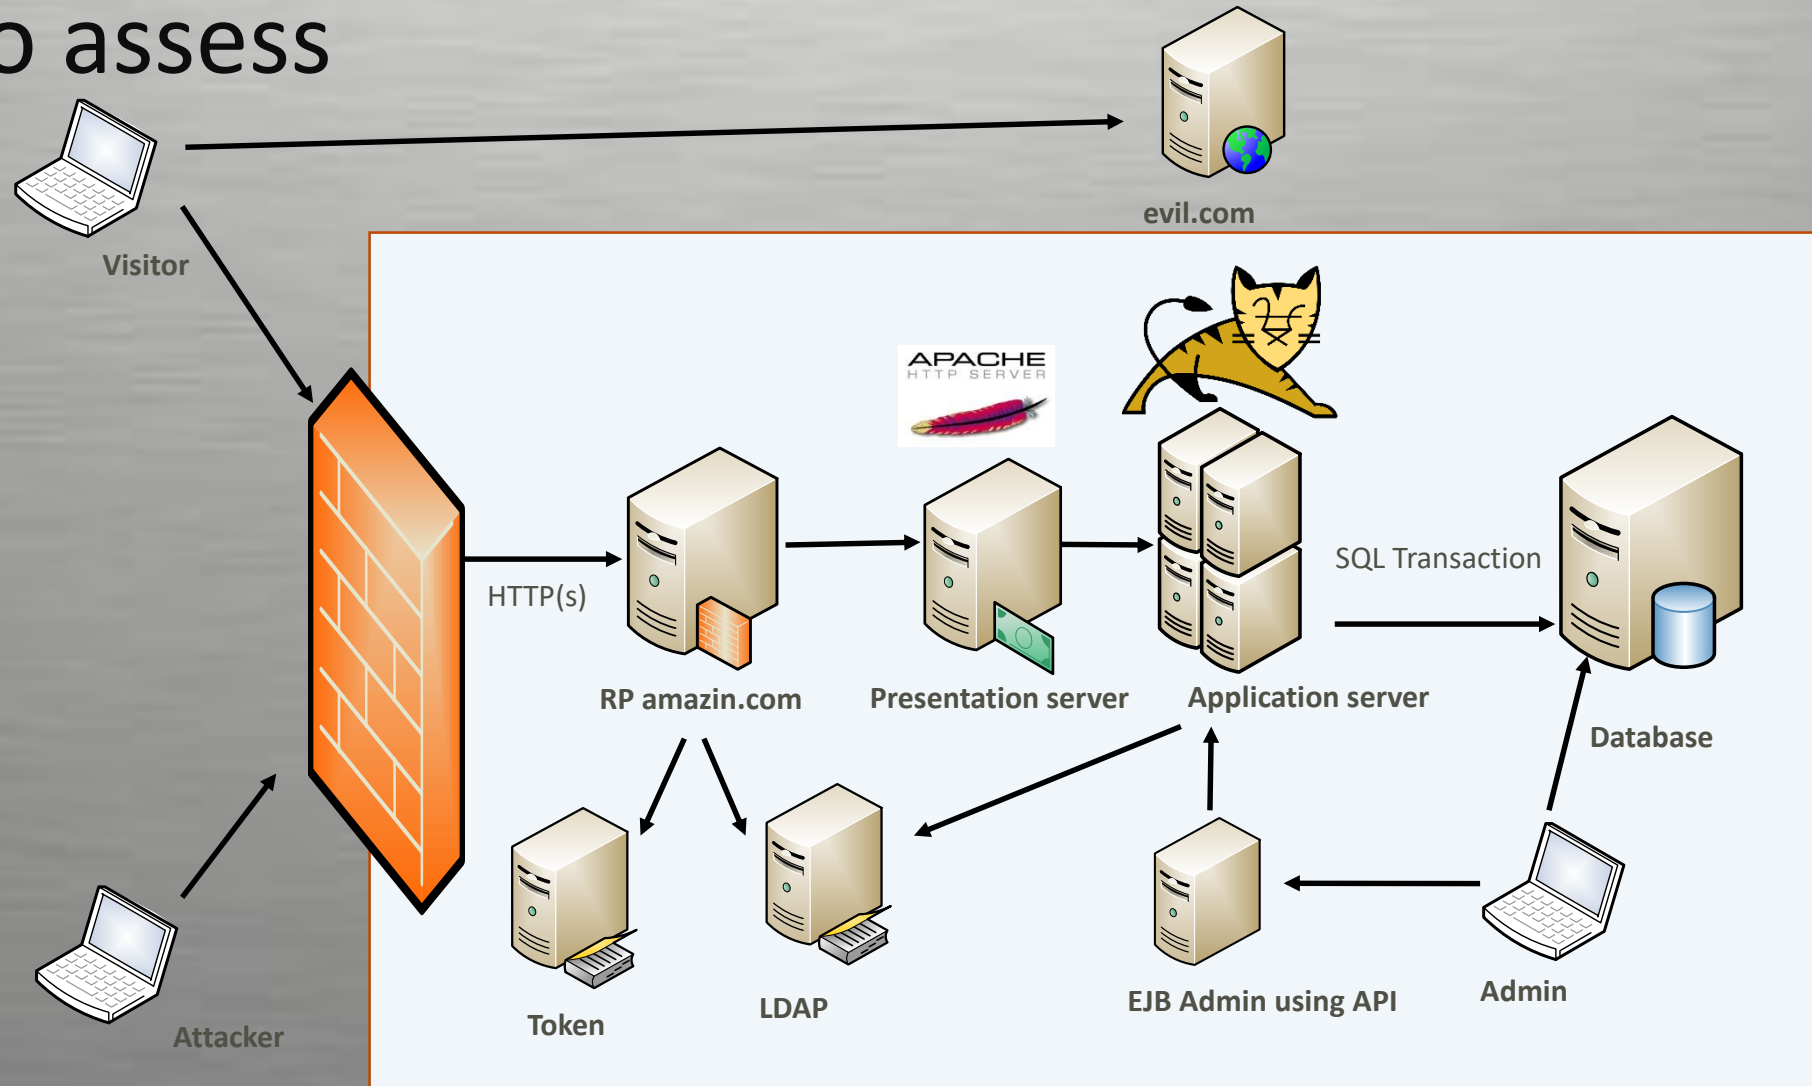 o assess
evil.com
Visitor
APACHE
HTTP SERVER
SQL Transaction
HTTP(s)
RP amazin.com
Presentation server
Application server
Database
Token
LDAP
EJB Admin using API
Admin
Attacker